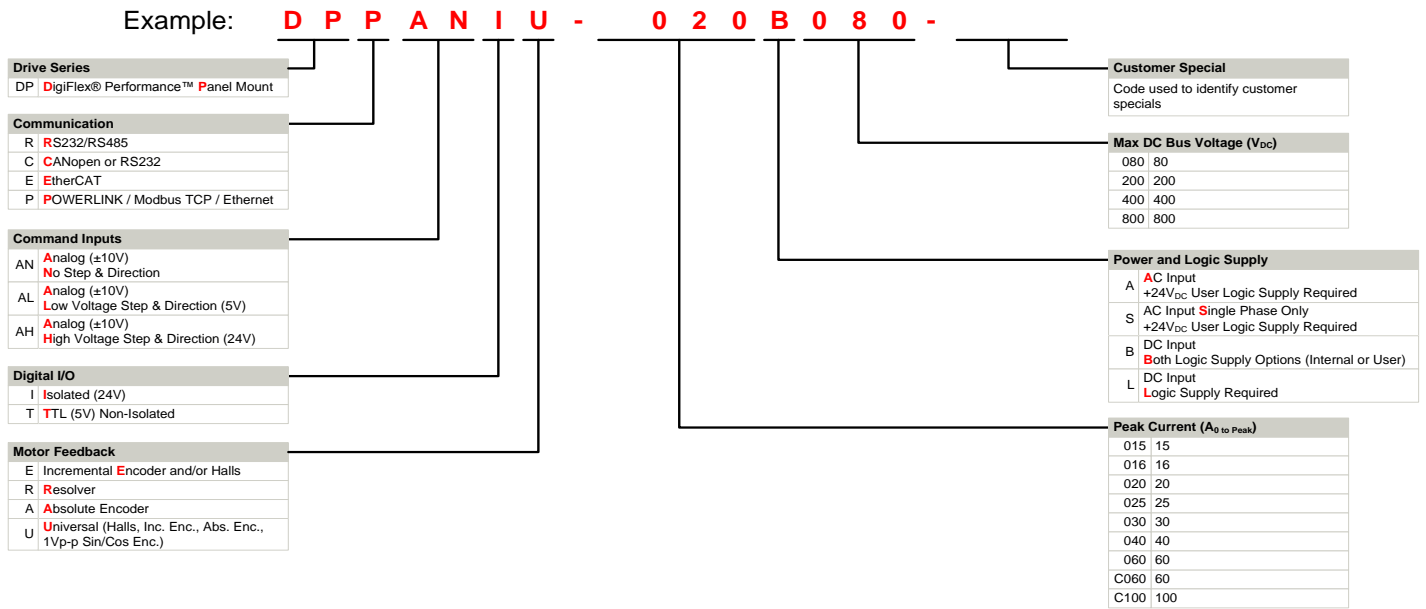 Example: D P P A N I U - 0 2 0 B 0 8 0 -
Drive Series
DP DigiFlex® Performance™ Panel Mount
Communication
R RS232/RS485
C CANopen or RS232
E EtherCAT
P POWERLINK / Modbus TCP / Ethernet
Command Inputs
AN Analog (±10V)
No Step & Direction
AL Analog (±10V)
Low Voltage Step & Direction (5V)
AH Analog (±10V)
High Voltage Step & Direction (24V)
Digital I/O
I Isolated (24V)
T TTL (5V) Non-Isolated
Motor Feedback
E Incremental Encoder and/or Halls
R Resolver
A Absolute Encoder
U Universal (Halls, Inc. Enc., Abs. Enc.,
1Vp-p Sin/Cos Enc.)
Customer Special
Code used to identify customer
specials
Max DC Bus Voltage (VDC)
080 80
200 200
400 400
800 800
Power and Logic Supply
A AC Input
+24VDC User Logic Supply Required
S AC Input Single Phase Only
+24VDC User Logic Supply Required
B DC Input
Both Logic Supply Options (Internal or User)
L DC Input
Logic Supply Required
Peak Current (A0 to Peak)
015 15
016 16
020 20
025 25
030 30
040 40
060 60
C060 60
C100 100